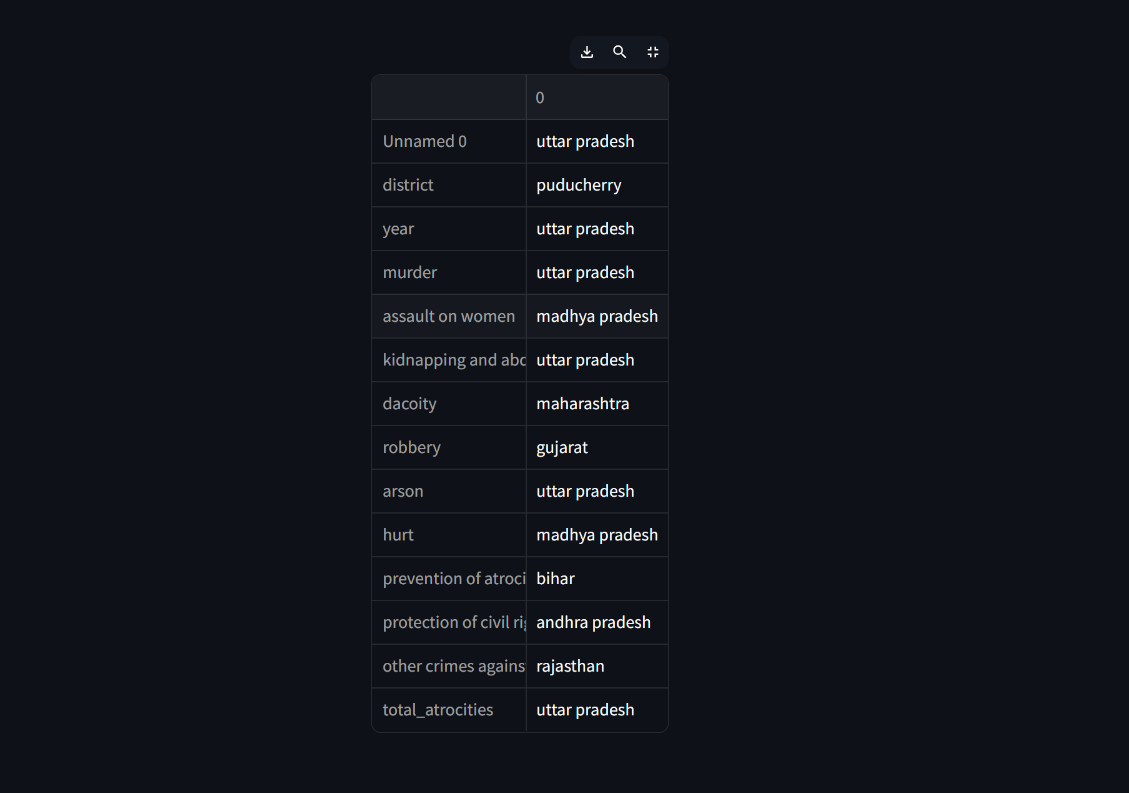 0
Unnamed 0 uttar pradesh
district puducherry
year uttar pradesh
murder uttar pradesh
assault on women madhya pradesh
kidnapping and abd uttar pradesh
dacoity maharashtra
robbery gujarat
arson uttar pradesh
hurt madhya pradesh
prevention of atroci bihar
protection of civil rig andhra pradesh
other crimes agains rajasthan
total_atrocities uttar pradesh